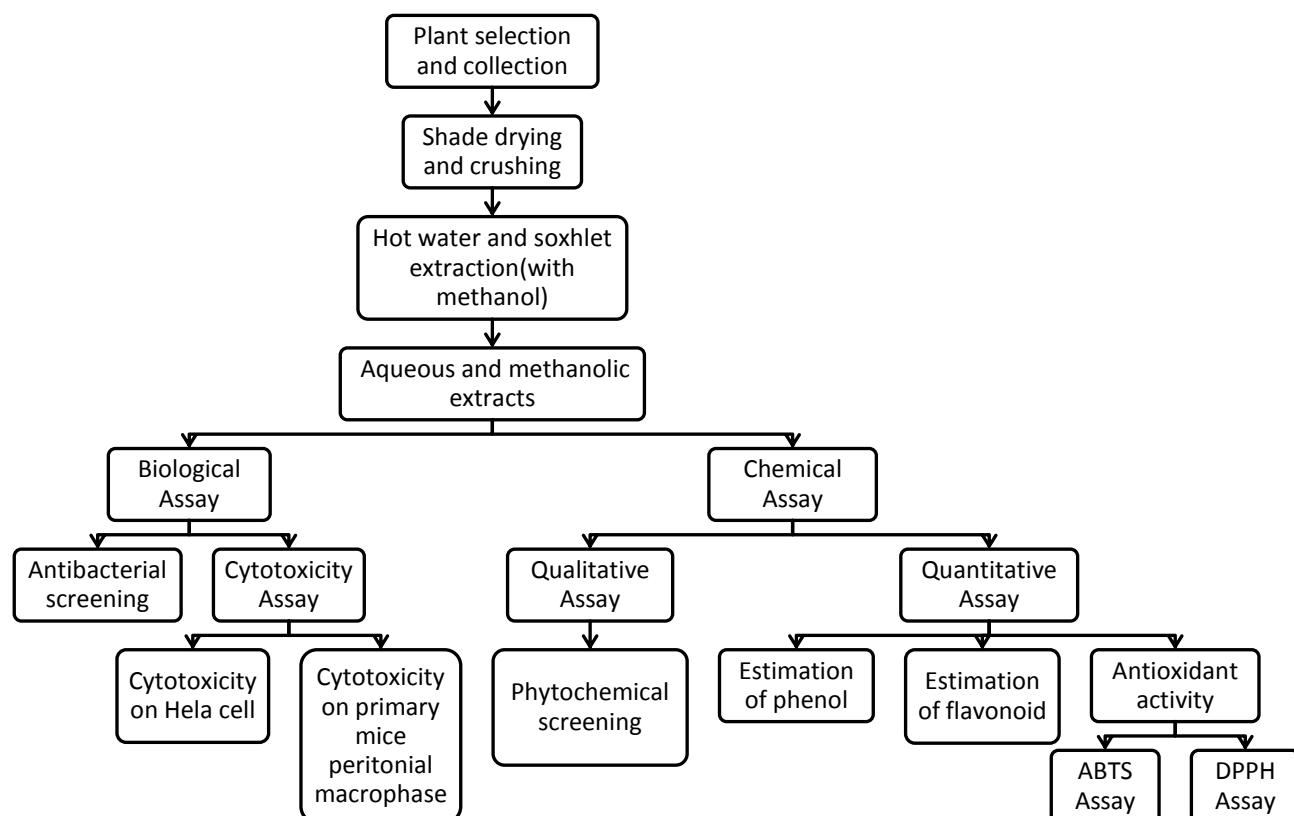 Plant selection
and collection
Shade drying
and crushing
Hot water and soxhlet
extraction(with
methanol)
Aqueous and methanolic
extracts
Biological
Assay
Chemical
Assay
Antibacterial
screening
Cytotoxicity
Assay
Qualitative
Assay
Quantitative
Assay
Cytotoxicity
on Hela cell
Cytotoxicity
on primary
mice
peritonial
macrophase
Phytochemical
screening
Estimation
of phenol
Estimation
of flavonoid
Antioxidant
activity
ABTS
Assay
DPPH
Assay